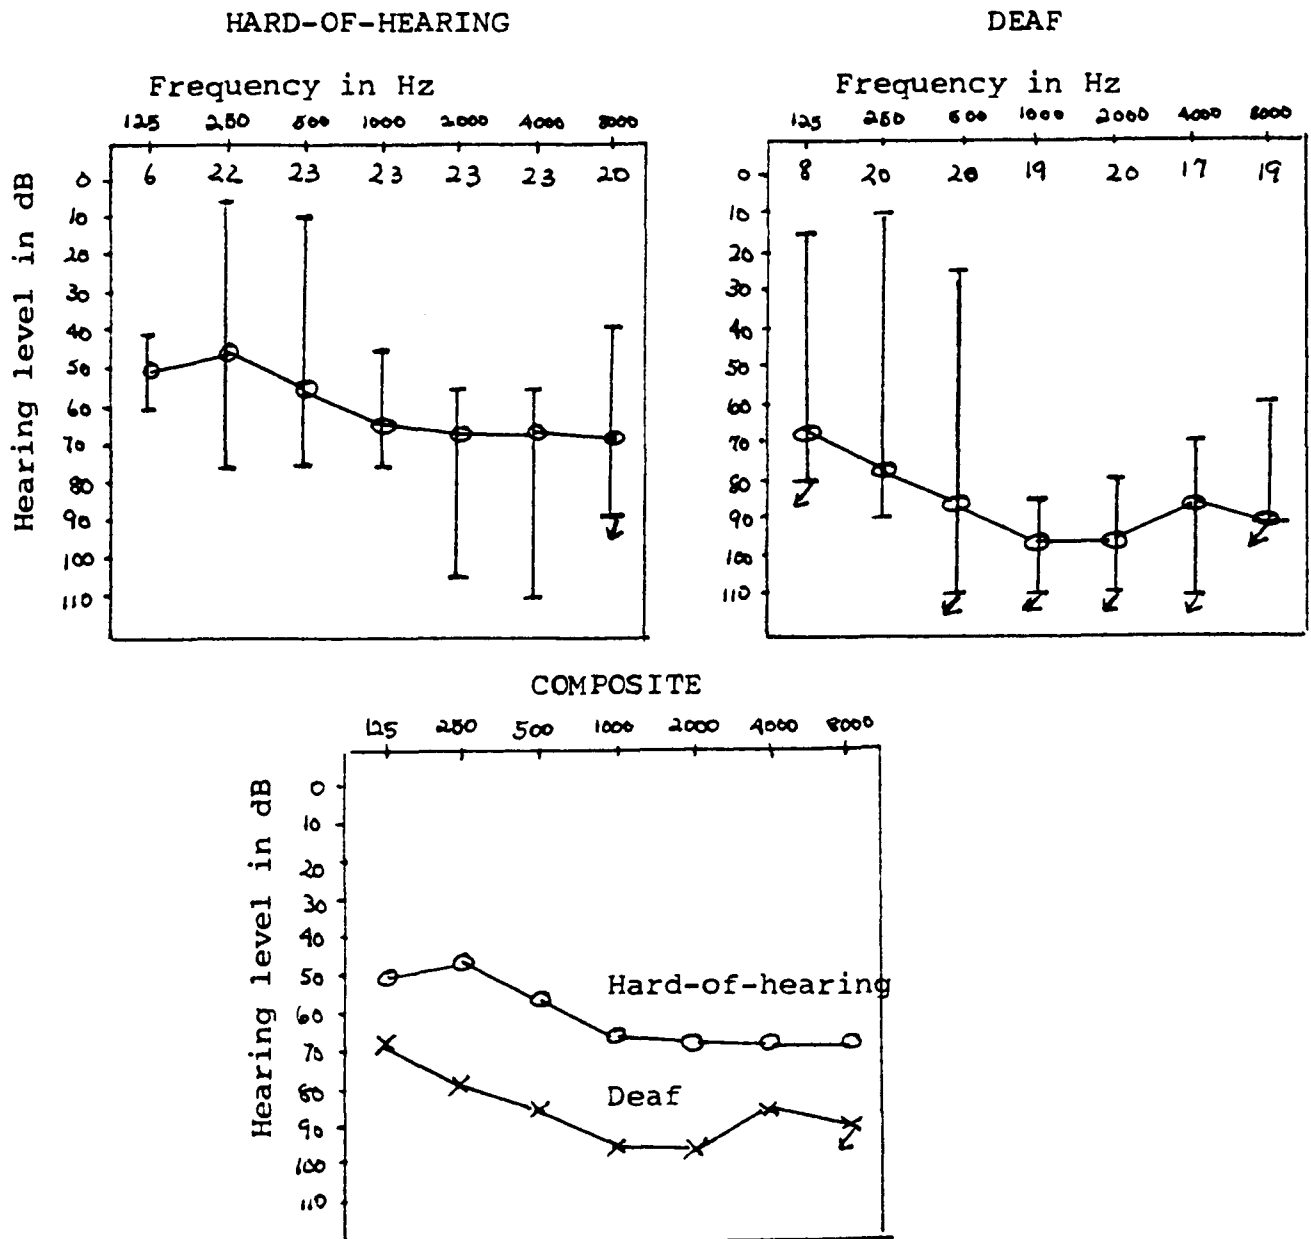 HARD-OF-HEARING
Frequency in Hz
125 250 500 1000 2000 4000 8000
6 22 23 23 23 23 20
Hearing level in dB
0
10
20
30
40
50
60
70
80
90
100
110
DEAF
Frequency in Hz
125 250 500 1000 2000 4000 8000
8 20 20 19 20 17 19
0
10
20
30
40
50
60
70
80
90
100
110
COMPOSITE
125 250 500 1000 2000 4000 8000
Hearing level in dB
0
10
20
30
40
50
60
70
80
90
100
110
Hard-of-hearing
Deaf